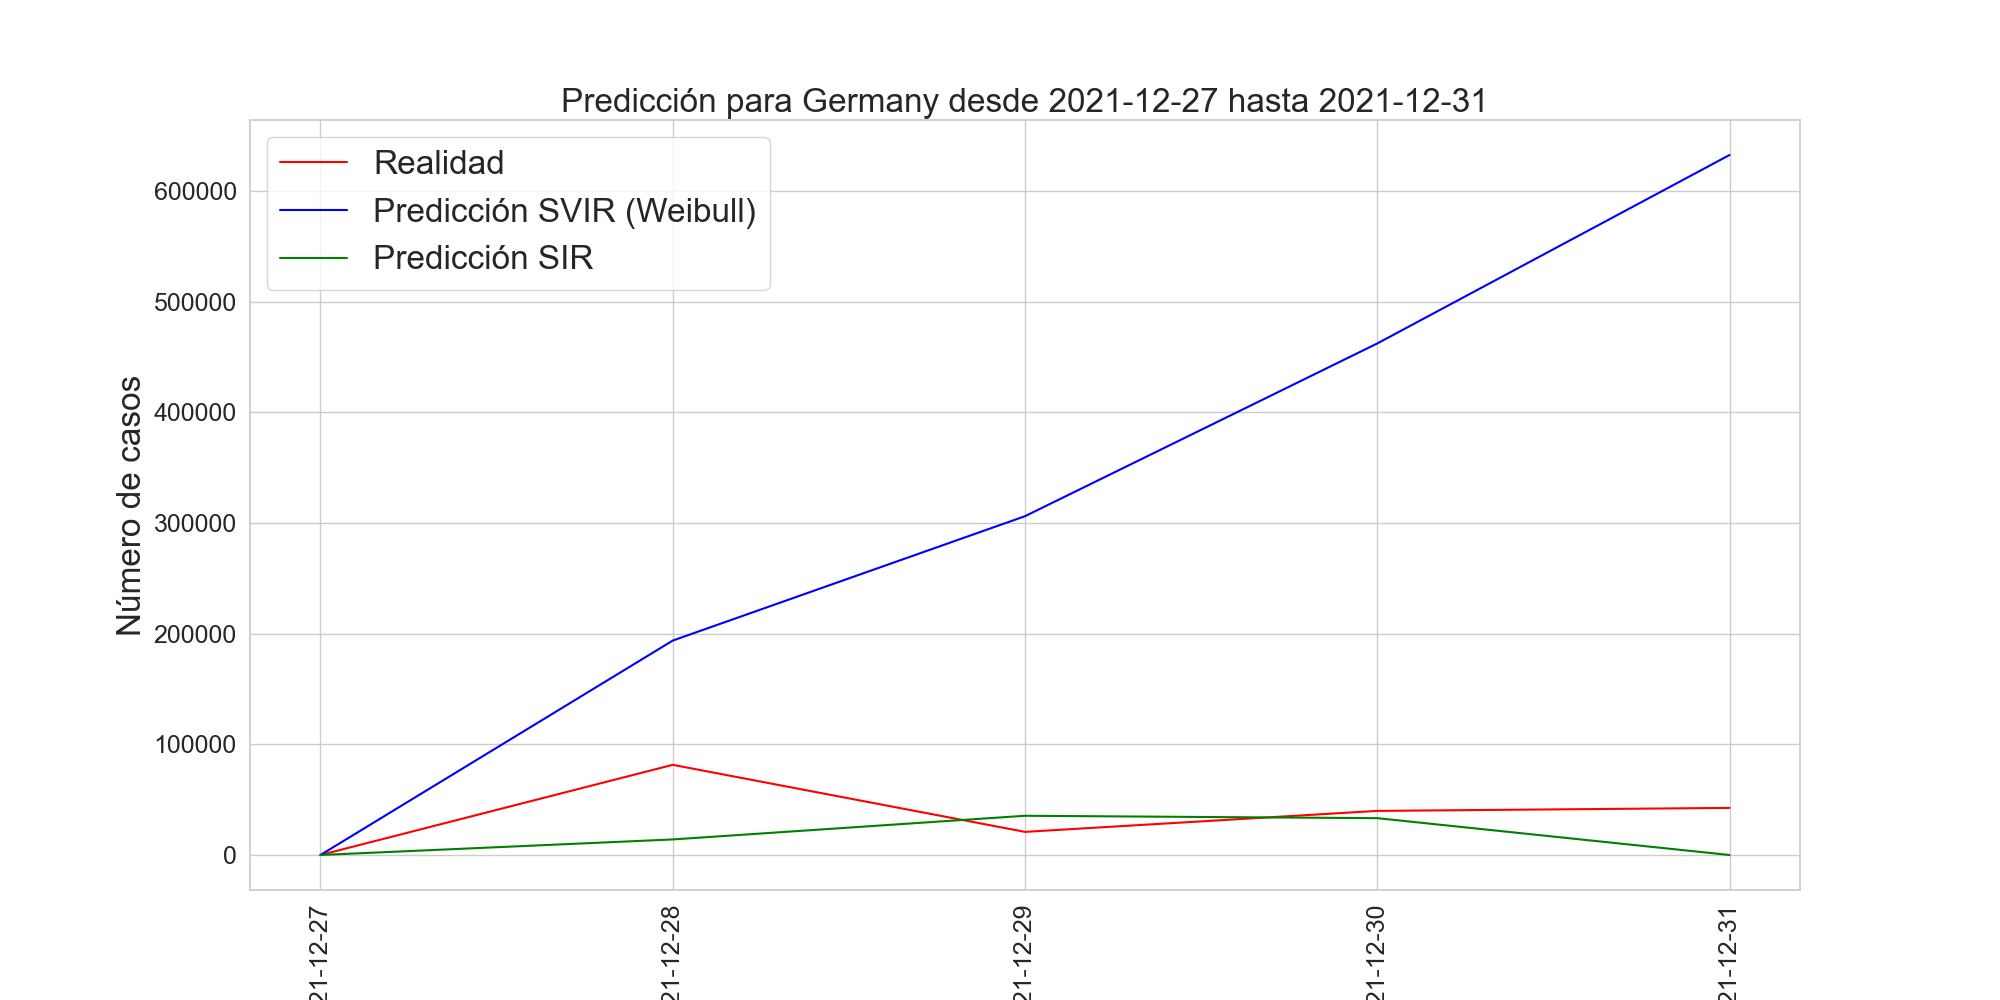 Predicción para Germany desde 2021-12-27 hasta 2021-12-31
Realidad
Predicción SVIR (Weibull)
Predicción SIR
Número de casos
600000
500000
400000
300000
200000
100000
0
21-12-27
21-12-28
21-12-29
21-12-30
21-12-31